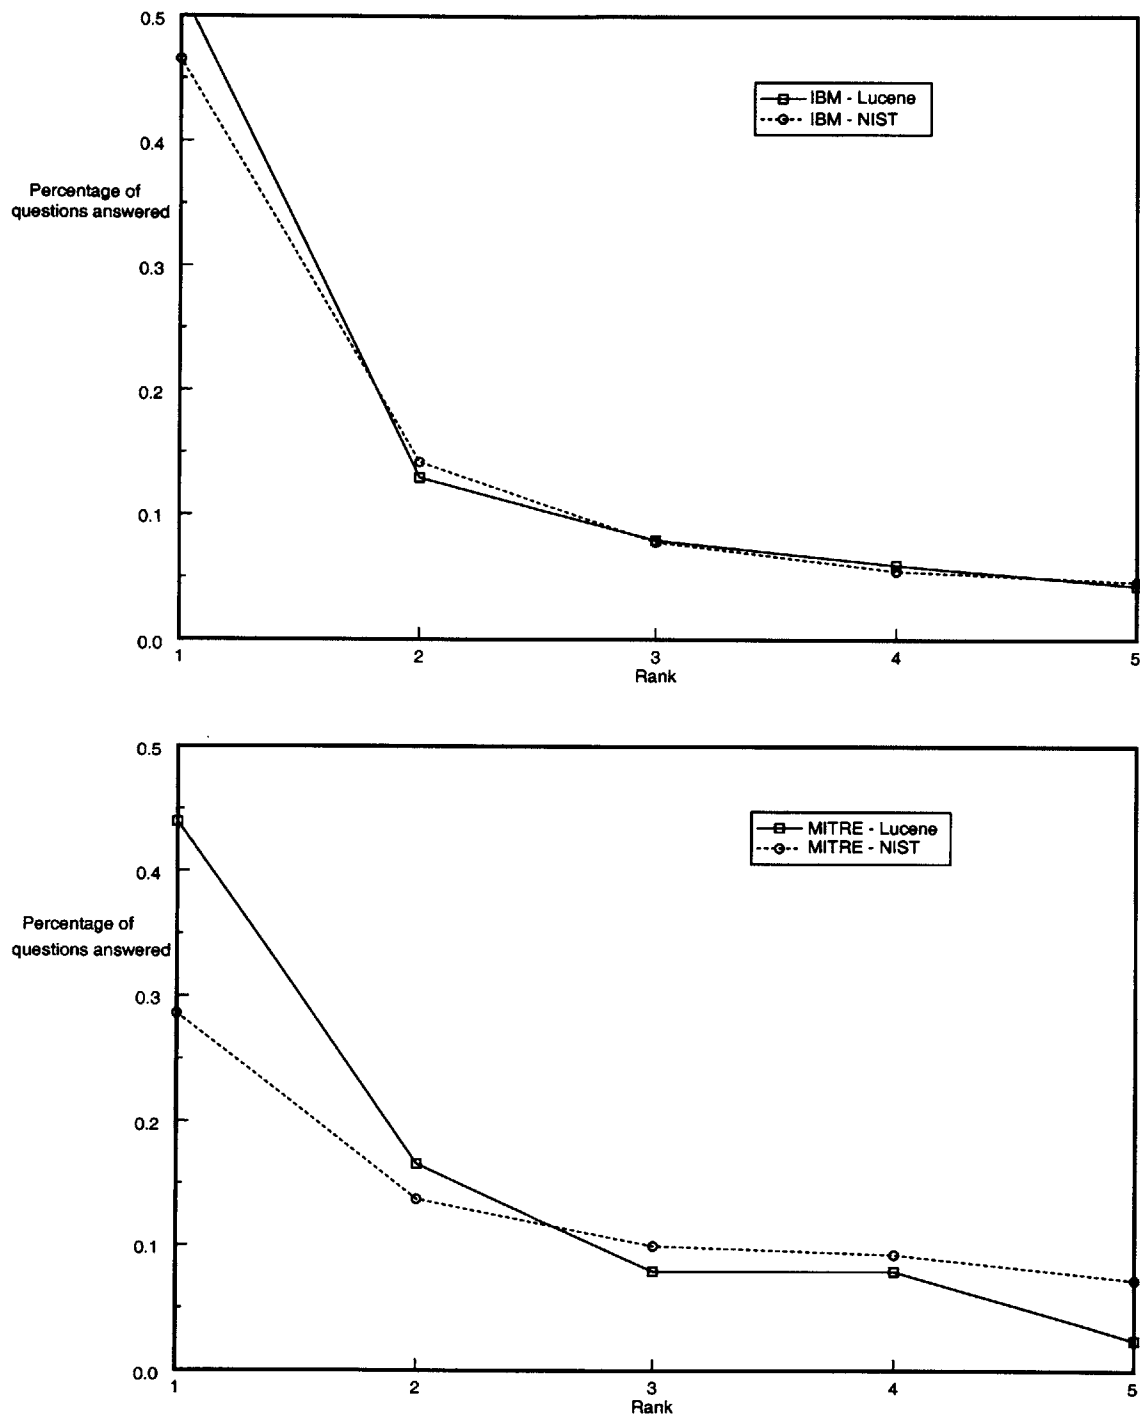 0.5
IBM - Lucene
IBM - NIST
0.4
Percentage of
questions answered
0.3
0.2
0.1
0.0
1 2 3 4 5
Rank
0.5
MITRE - Lucene
MITRE - NIST
0.4
Percentage of
questions answered
0.3
0.2
0.1
0.0
1 2 3 4 5
Rank